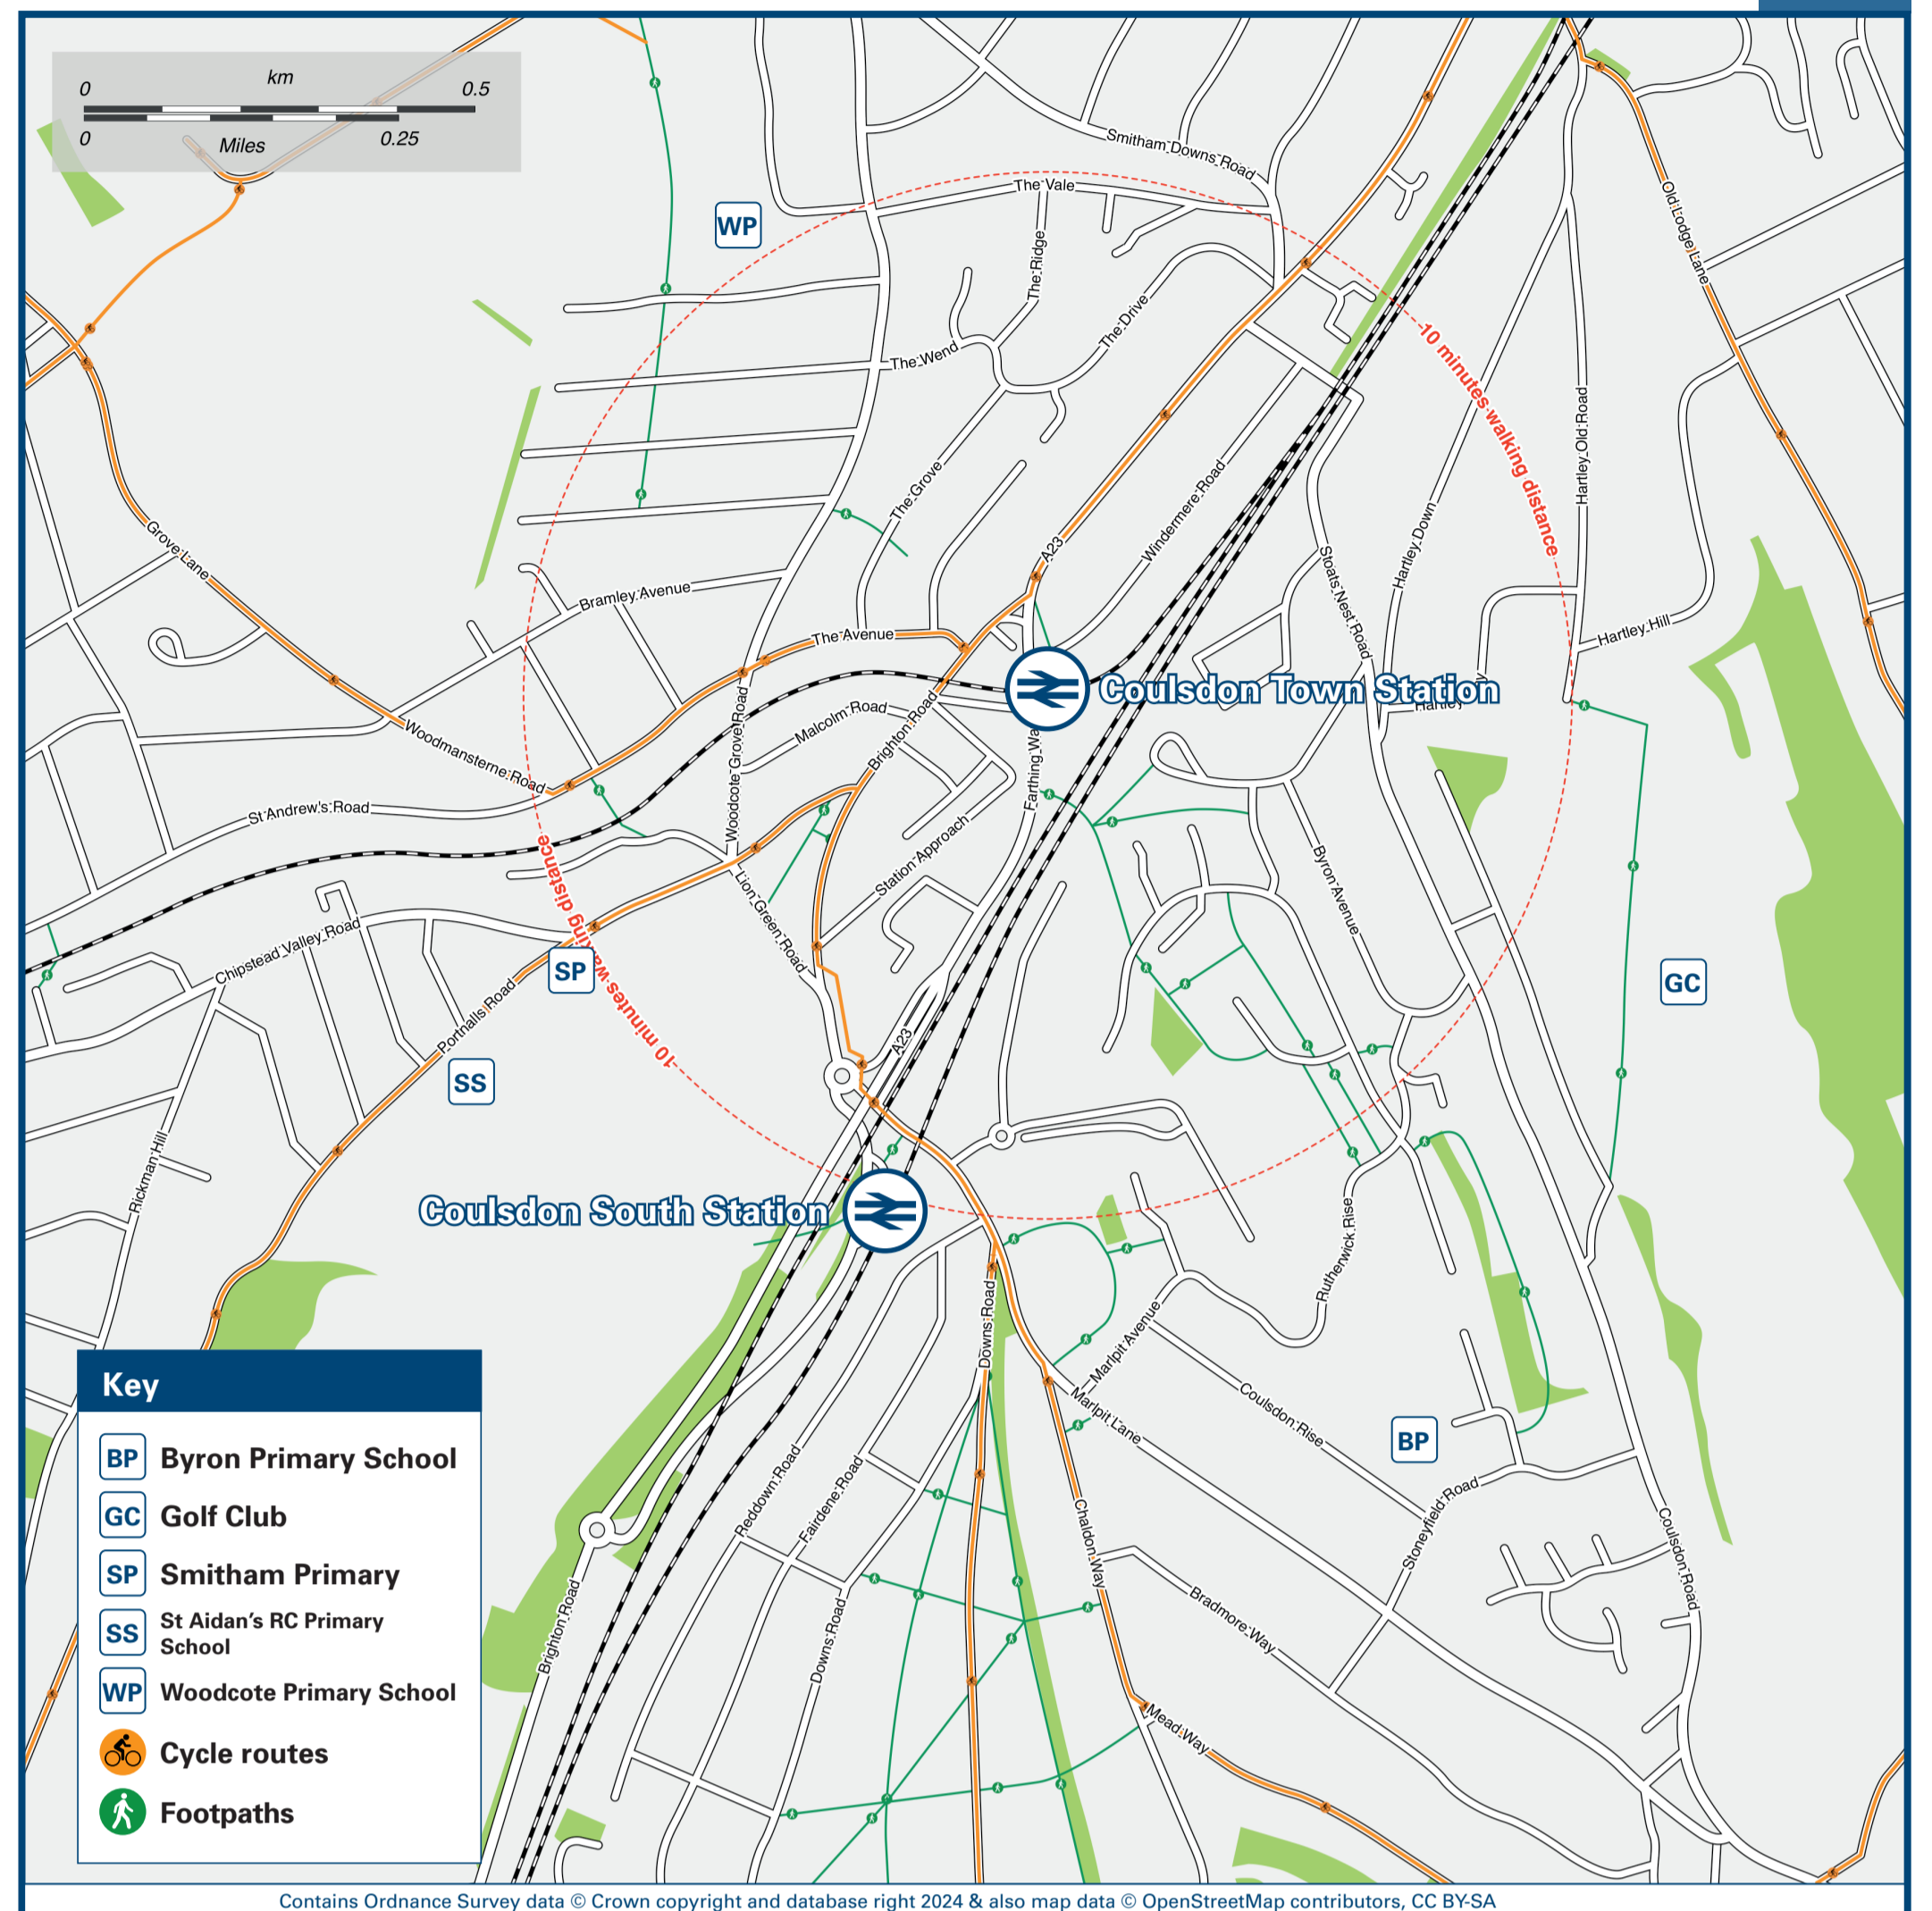 km
0
0.5
0
Miles
0.25
Smitham Downs Road
The Vale
WP
Old Lodge Lane
The Ridge
The Drive
The Wend
10 minutes walking distance
Hartley Old Road
The Grove
Windermere Road
A23
Hartley Down
Grove Lane
Stoats Nest Road
Bramley Avenue
The Avenue
Hartley Hill
Coulsdon Town Station
Hartley
Malcolm Road
Brighton Road
Woodcote Grove Road
Woodmansterne Road
Farthing Wa
St Andrew's Road
Station Approach
Byron Avenue
Lion Green Road
Chipstead Valley Road
SP
10 minutes walking distance
GC
Porthalls Road
A23
SS
Rickman Hill
Coulsdon South Station
Rutherwick Rise
Downs Road
Marlpit Avenue
Marlpit Lane
Coulsdon Rise
BP
Reddown Road
Fairdene Road
Stoneyfield Road
Chaldon Way
Coulsdon Road
Brighton Road
Bradmore Way
Downs Road
Mead Way
Key
BP Byron Primary School
GC Golf Club
SP Smitham Primary
SS St Aidan's RC Primary
School
WP Woodcote Primary School
Cycle routes
Footpaths
Contains Ordnance Survey data © Crown copyright and database right 2024 & also map data © OpenStreetMap contributors, CC BY-SA